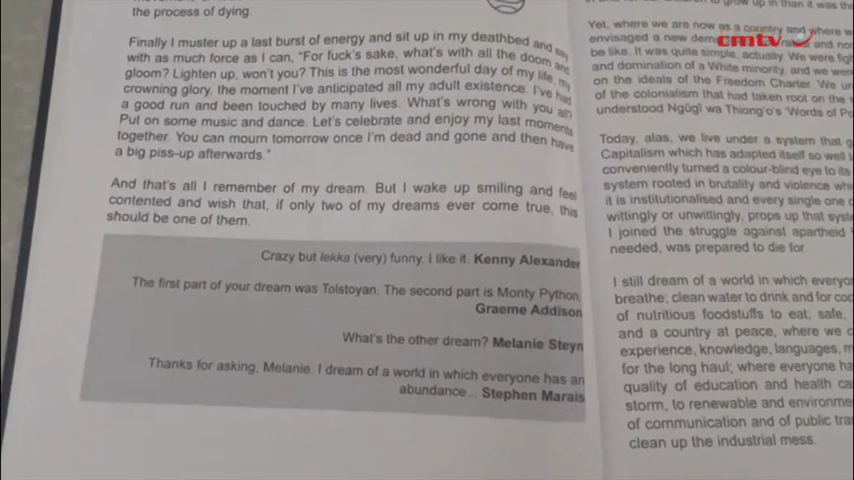 the process of dying.
Finally I muster up a last burst of energy and sit up in my deathbed and say
with as much force as I can, “For fuck's sake, what's with all the doom and
gloom? Lighten up, won't you? This is the most wonderful day of my life, my
crowning glory, the moment I've anticipated all my adult existence. I've had
a good run and been touched by many lives. What's wrong with you all?
Put on some music and dance. Let's celebrate and enjoy my last moments
together. You can mourn tomorrow once I'm dead and gone and then have
a big piss-up afterwards.”
And that's all I remember of my dream. But I wake up smiling and feel
contented and wish that, if only two of my dreams ever come true, this
should be one of them.
Crazy but lekka (very) funny. I like it. Kenny Alexander
The first part of your dream was Tolstoyan. The second part is Monty Python.
Graeme Addison
What's the other dream? Melanie Steyn
Thanks for asking, Melanie. I dream of a world in which everyone has an
abundance... Stephen Marais
to grow up in than it was
Yet, where we are now as a country and where
envisaged a new
be like. It was quite simple, actually. We were
and domination of a White minority, and we
on the ideals of the Freedom Charter. We
of the colonialism that had taken root on the
understood Ngũgĩ wa Thiong'o's ‘Words of
Today, alas, we live under a system that
Capitalism which has adapted itself so well
conveniently turned a colour-blind eye to its
system rooted in brutality and violence
it is institutionalised and every single one
wittingly or unwittingly, props up that
I joined the struggle against apartheid
needed, was prepared to die for.
I still dream of a world in which
breathe; clean water to drink and for
of nutritious foodstuffs to eat; safe,
and a country at peace, where we
experience, knowledge, languages,
for the long haul; where everyone
quality of education and health
storm, to renewable and
of communication and of public
clean up the industrial mess.
cmtv